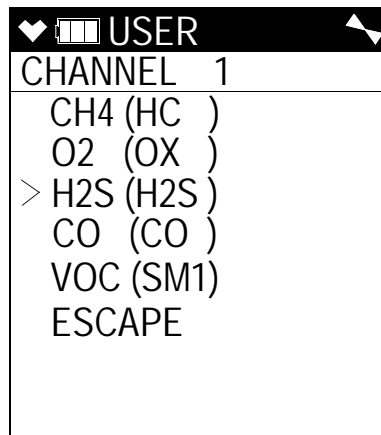 USER
CHANNEL 1
CH4 (HC )
O2 (OX )
> H2S (H2S )
CO (CO )
VOC (SM1)
ESCAPE